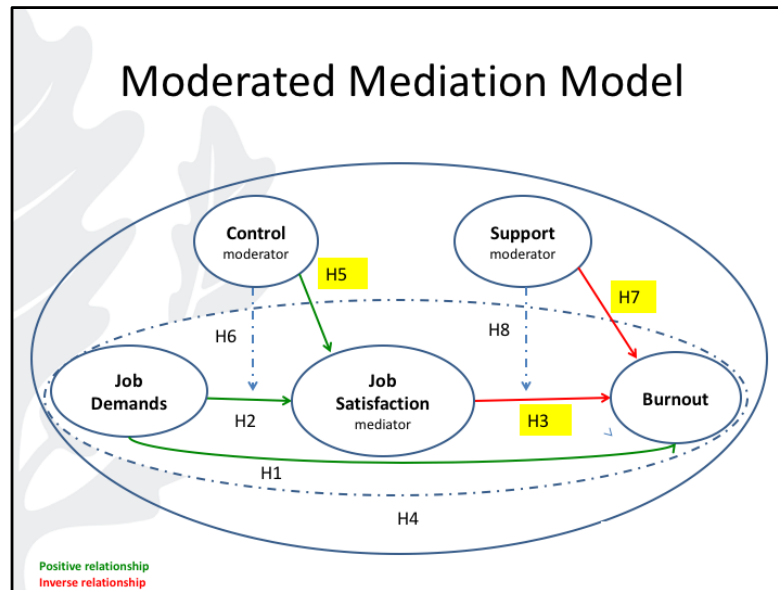 Moderated Mediation Model
Control
moderator
Support
moderator
H5
H7
H6
H8
Job
Demands
Job
Satisfaction
mediator
Burnout
H2
H3
H1
H4
Positive relationship
Inverse relationship